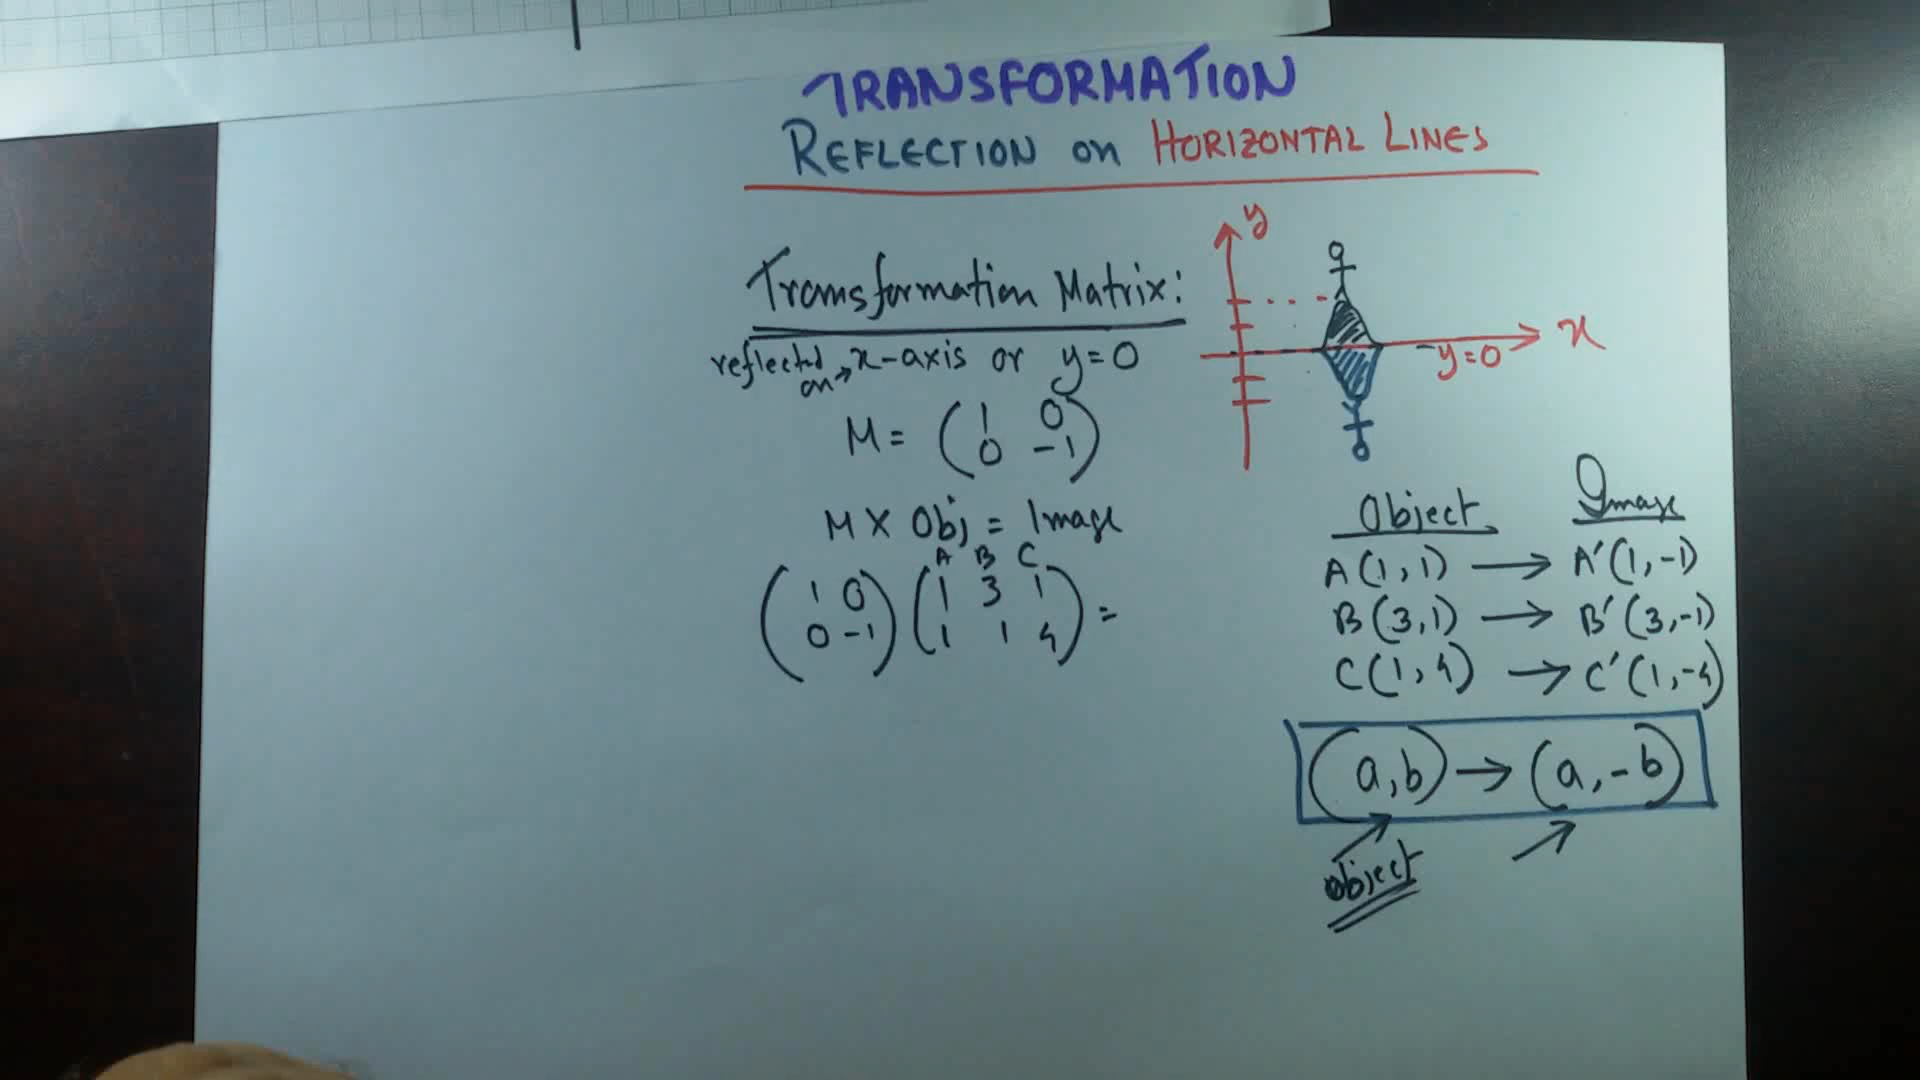 TRANSFORMATION
REFLECTION on HORIZONTAL LINES
Transformation Matrix:
reflected on → x-axis or y=0
M = ( 1 0
0 -1 )
M X Obj = Image
A B C
( 1 0 ) ( 1 3 1 ) =
( 0 -1 ) ( 1 1 4 )
y
x
y=0
Object Image
A(1,1) → A'(1,-1)
B(3,1) → B'(3,-1)
C(1,4) → C'(1,-4)
(a,b) → (a,-b)
object